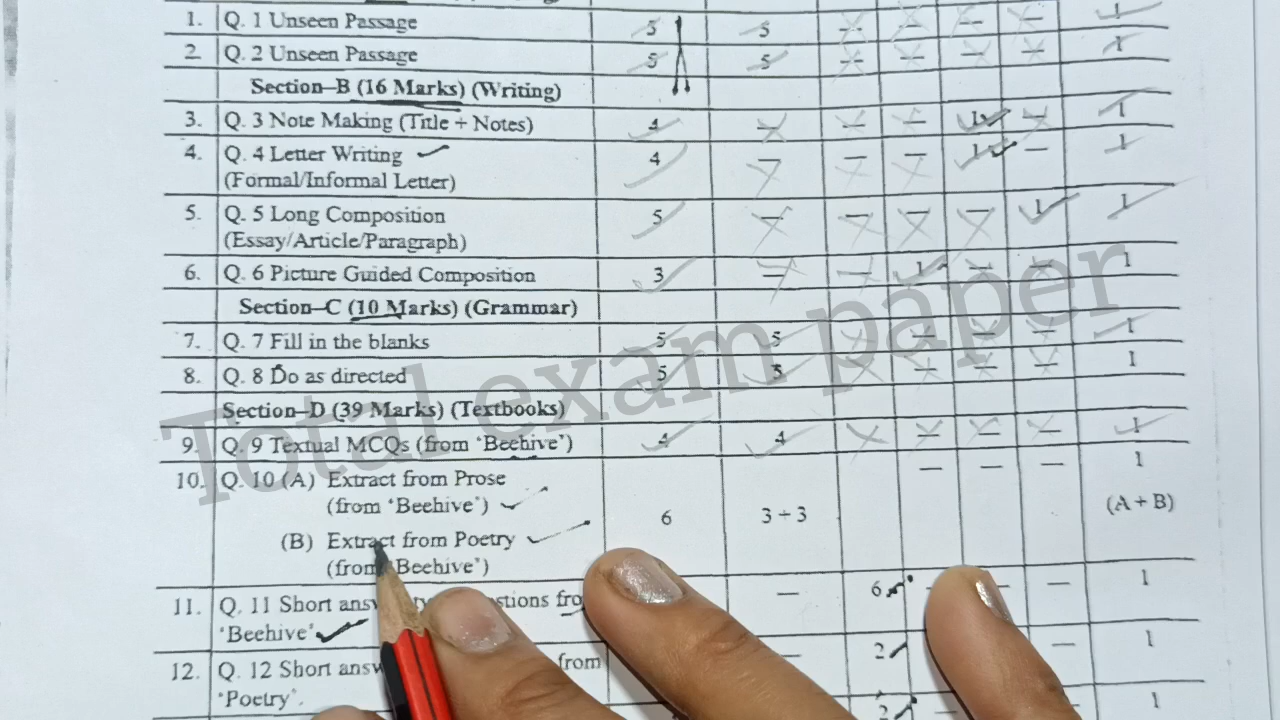 1. Q. 1 Unseen Passage 5 5 — — — — 1
2. Q. 2 Unseen Passage 5 5 — — — — 1
Section–B (16 Marks) (Writing)
3. Q. 3 Note Making (Title + Notes) 4 — — — 1 — 1
4. Q. 4 Letter Writing 4 — — — 1 — 1
(Formal/Informal Letter)
5. Q. 5 Long Composition 5 — — — — 1 1
(Essay/Article/Paragraph)
6. Q. 6 Picture Guided Composition 3 — — 1 — — 1
Section–C (10 Marks) (Grammar)
7. Q. 7 Fill in the blanks 5 5 — — — — 1
8. Q. 8 Do as directed 5 5 — — — — 1
Section–D (39 Marks) (Textbooks)
9. Q. 9 Textual MCQs (from ‘Beehive’) 4 4 — — — — 1
10. Q. 10 (A) Extract from Prose — — — 1
(from ‘Beehive’) 6 3 + 3 (A + B)
(B) Extract from Poetry
(from ‘Beehive’)
11. Q. 11 Short — 6 — — 1
‘Beehive’
12. Q. 12 Short from — 2 — 1
‘Poetry’.
2 — — — 1
Total exam paper